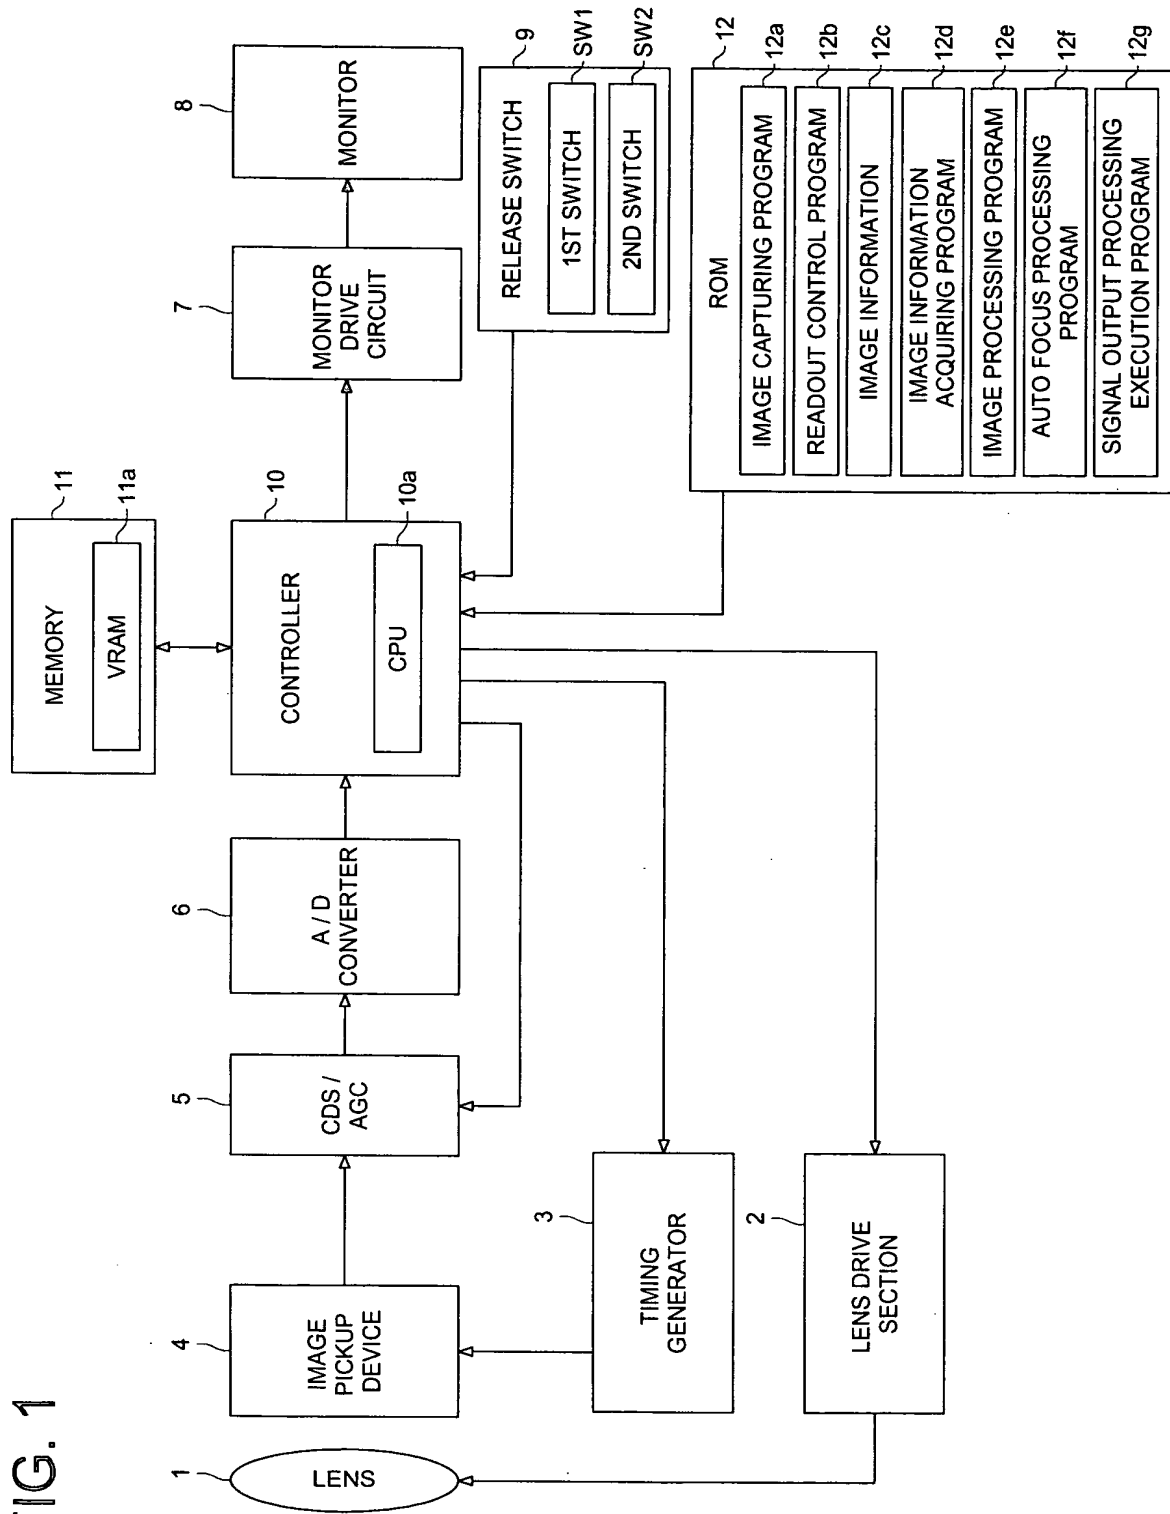 FIG. 1
1
LENS
4
IMAGE
PICKUP
DEVICE
5
CDS /
AGC
6
A / D
CONVERTER
11
MEMORY
11a
VRAM
10
CONTROLLER
10a
CPU
7
MONITOR
DRIVE
CIRCUIT
8
MONITOR
3
TIMING
GENERATOR
2
LENS DRIVE
SECTION
9
RELEASE SWITCH
SW1
1ST SWITCH
SW2
2ND SWITCH
12
ROM
12a
IMAGE CAPTURING PROGRAM
12b
READOUT CONTROL PROGRAM
12c
IMAGE INFORMATION
12d
IMAGE INFORMATION
ACQUIRING PROGRAM
12e
IMAGE PROCESSING PROGRAM
12f
AUTO FOCUS PROCESSING
PROGRAM
12g
SIGNAL OUTPUT PROCESSING
EXECUTION PROGRAM